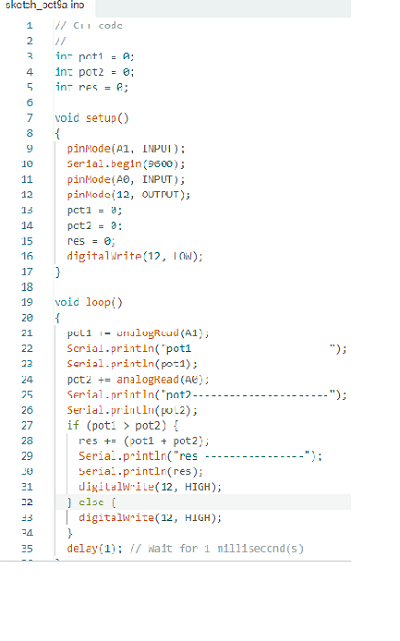 sketch_oct9a.ino
1 // C++ code
2 //
3 int pot1 = 0;
4 int pot2 = 0;
5 int res = 0;
6
7 void setup()
8 {
9 pinMode(A1, INPUT);
10 Serial.begin(9600);
11 pinMode(A0, INPUT);
12 pinMode(12, OUTPUT);
13 pot1 = 0;
14 pot2 = 0;
15 res = 0;
16 digitalWrite(12, LOW);
17 }
18
19 void loop()
20 {
21 pot1 += analogRead(A1);
22 Serial.println("pot1 ");
23 Serial.println(pot1);
24 pot2 += analogRead(A0);
25 Serial.println("pot2----------------------");
26 Serial.println(pot2);
27 if (pot1 > pot2) {
28 res += (pot1 + pot2);
29 Serial.println("res ----------------");
30 Serial.println(res);
31 digitalWrite(12, HIGH);
32 } else {
33 digitalWrite(12, HIGH);
34 }
35 delay(1); // Wait for 1 millisecond(s)